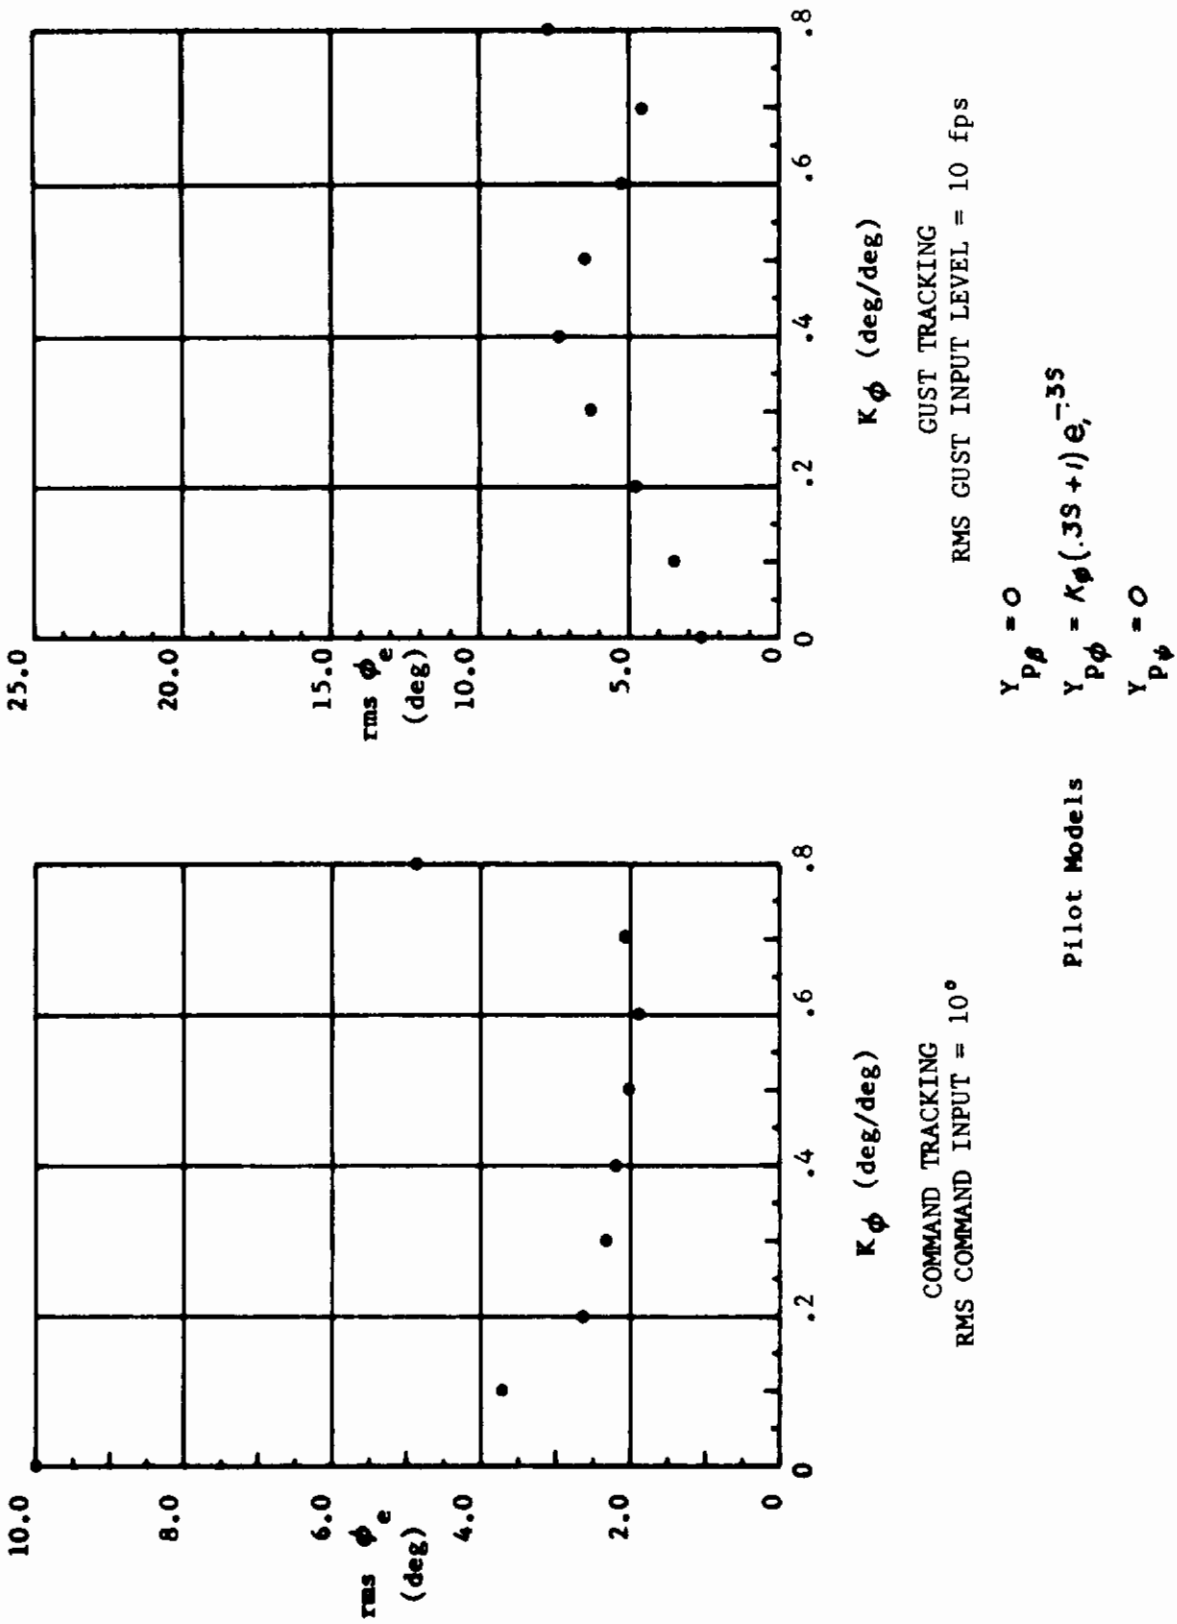 10.0
8.0
6.0
rms ϕe
(deg)
4.0
2.0
0
0 .2 .4 .6 .8
Kϕ (deg/deg)
COMMAND TRACKING
RMS COMMAND INPUT = 10°
25.0
20.0
15.0
rms ϕe
(deg)
10.0
5.0
0
0 .2 .4 .6 .8
Kϕ (deg/deg)
GUST TRACKING
RMS GUST INPUT LEVEL = 10 fps
Ypβ = 0
Pilot Models Ypϕ = Kϕ(.3S + 1) e^-.3S
Ypψ = 0